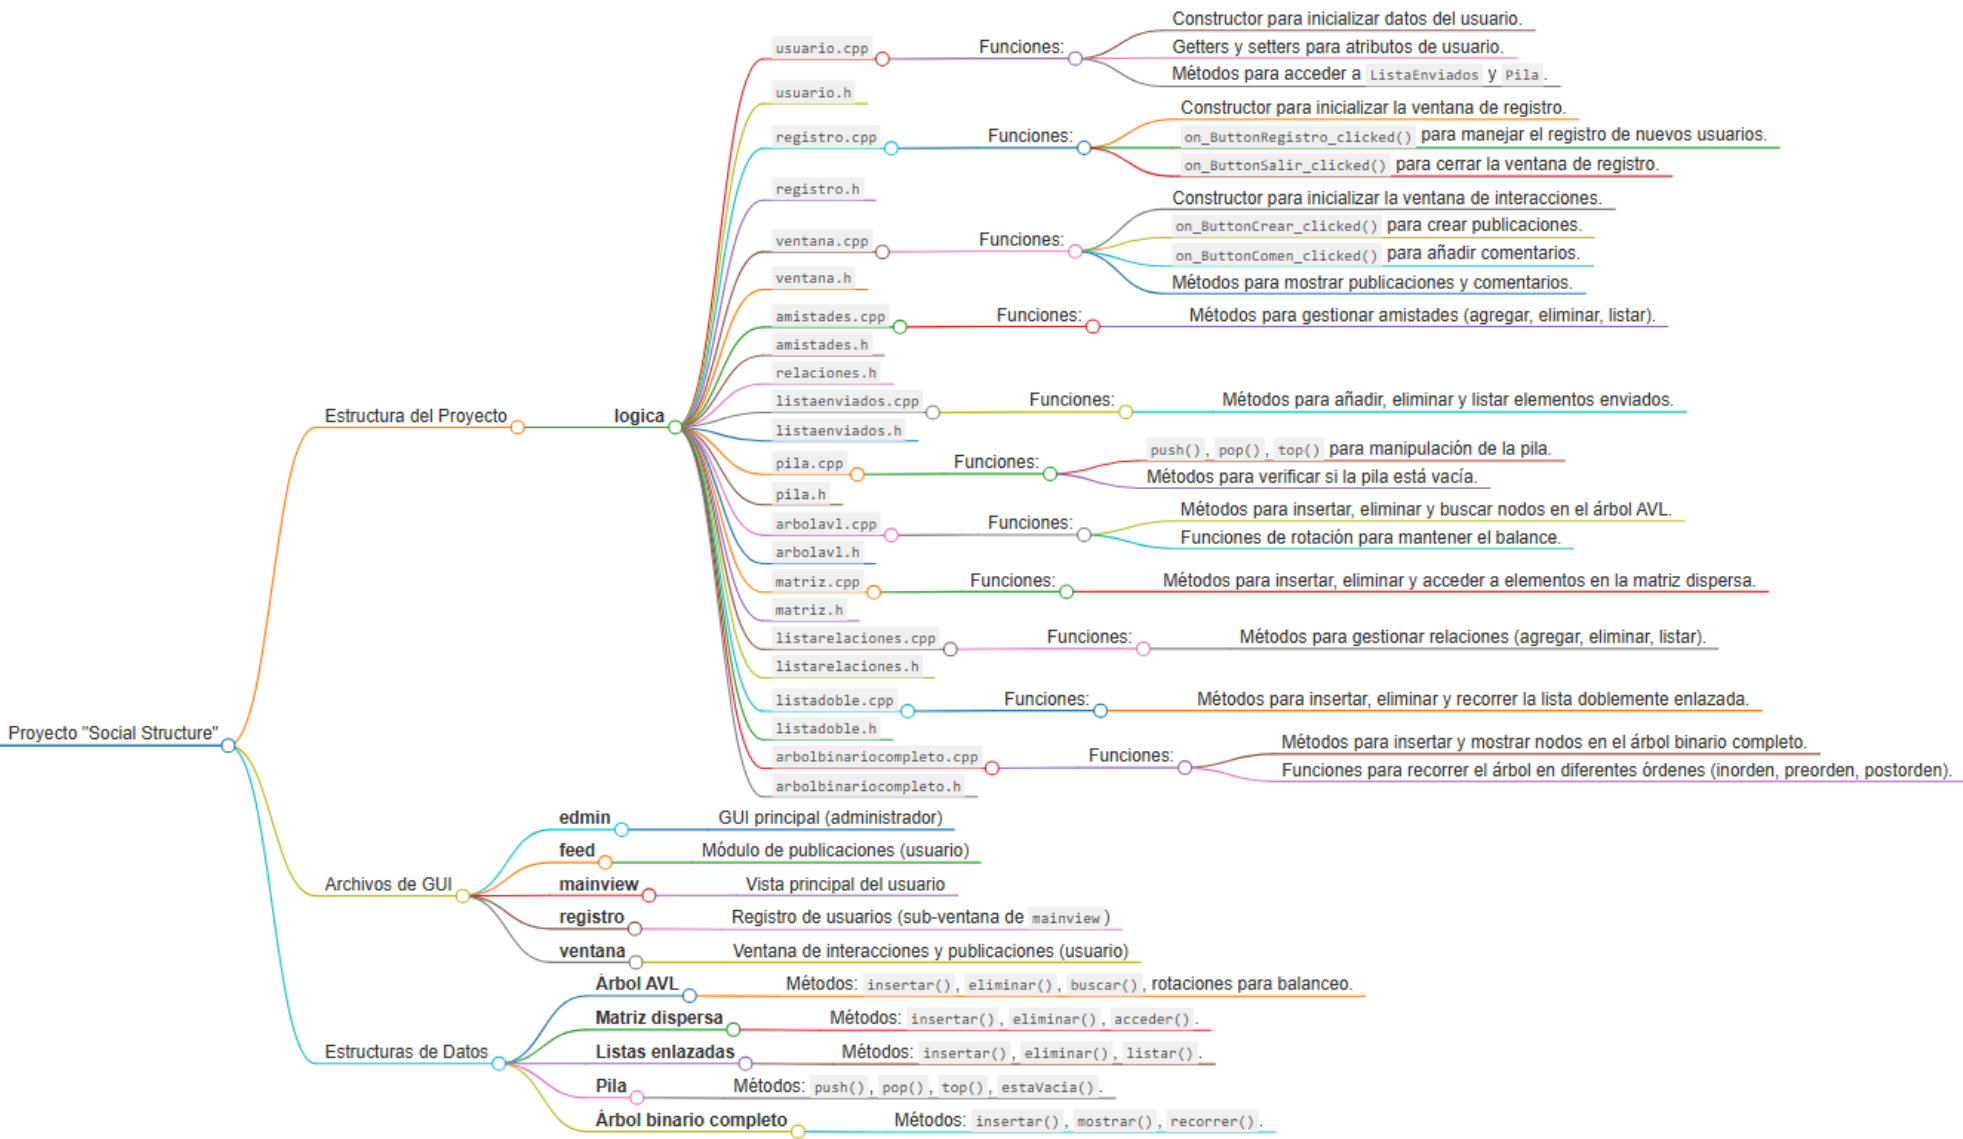 Proyecto "Social Structure"
Estructura del Proyecto
logica
usuario.cpp
Funciones:
Constructor para inicializar datos del usuario.
Getters y setters para atributos de usuario.
Métodos para acceder a ListaEnviados y Pila.
usuario.h
registro.cpp
Funciones:
Constructor para inicializar la ventana de registro.
on_ButtonRegistro_clicked() para manejar el registro de nuevos usuarios.
on_ButtonSalir_clicked() para cerrar la ventana de registro.
registro.h
ventana.cpp
Funciones:
Constructor para inicializar la ventana de interacciones.
on_ButtonCrear_clicked() para crear publicaciones.
on_ButtonComen_clicked() para añadir comentarios.
Métodos para mostrar publicaciones y comentarios.
ventana.h
amistades.cpp
Funciones:
Métodos para gestionar amistades (agregar, eliminar, listar).
amistades.h
relaciones.h
listaenviados.cpp
Funciones:
Métodos para añadir, eliminar y listar elementos enviados.
listaenviados.h
pila.cpp
Funciones:
push(), pop(), top() para manipulación de la pila.
Métodos para verificar si la pila está vacía.
pila.h
arbolavl.cpp
Funciones:
Métodos para insertar, eliminar y buscar nodos en el árbol AVL.
Funciones de rotación para mantener el balance.
arbolavl.h
matriz.cpp
Funciones:
Métodos para insertar, eliminar y acceder a elementos en la matriz dispersa.
matriz.h
listarelaciones.cpp
Funciones:
Métodos para gestionar relaciones (agregar, eliminar, listar).
listarelaciones.h
listadoble.cpp
Funciones:
Métodos para insertar, eliminar y recorrer la lista doblemente enlazada.
listadoble.h
arbolbinariocompleto.cpp
Funciones:
Métodos para insertar y mostrar nodos en el árbol binario completo.
Funciones para recorrer el árbol en diferentes órdenes (inorden, preorden, postorden).
arbolbinariocompleto.h
Archivos de GUI
edmin
GUI principal (administrador)
feed
Módulo de publicaciones (usuario)
mainview
Vista principal del usuario
registro
Registro de usuarios (sub-ventana de mainview)
ventana
Ventana de interacciones y publicaciones (usuario)
Estructuras de Datos
Árbol AVL
Métodos: insertar(), eliminar(), buscar(), rotaciones para balanceo.
Matriz dispersa
Métodos: insertar(), eliminar(), acceder().
Listas enlazadas
Métodos: insertar(), eliminar(), listar().
Pila
Métodos: push(), pop(), top(), estaVacia().
Árbol binario completo
Métodos: insertar(), mostrar(), recorrer().